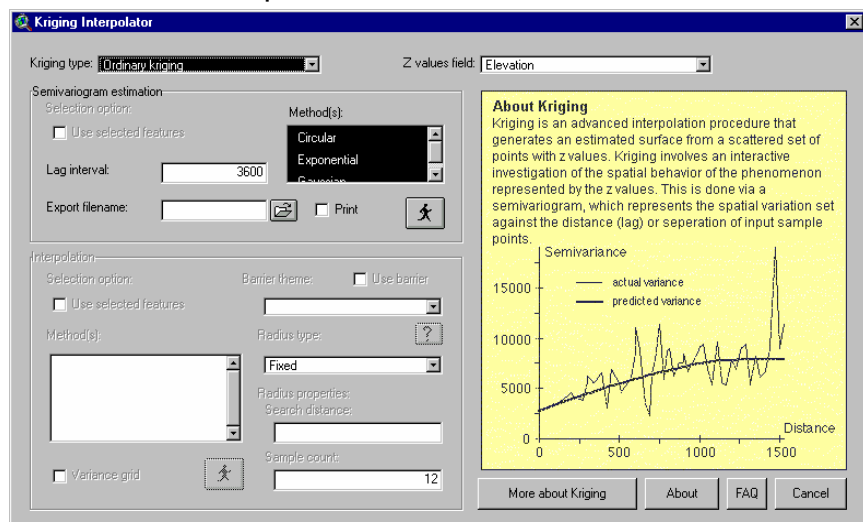 Kriging Interpolator
Kriging type: Ordinary kriging
Z values field: Elevation
Semivariogram estimation
Selection option:
Use selected features
Method(s):
Circular
Exponential
Gaussian
Lag interval: 3600
Export filename:
Print
Interpolation
Selection option:
Use selected features
Barrier theme:
Use barrier
Method(s):
Radius type:
?
Fixed
Radius properties:
Search distance:
Sample count:
12
Variance grid
About Kriging
Kriging is an advanced interpolation procedure that
generates an estimated surface from a scattered set of
points with z values. Kriging involves an interactive
investigation of the spatial behavior of the phenomenon
represented by the z values. This is done via a
semivariogram, which represents the spatial variation set
against the distance (lag) or seperation of input sample
points.
Semivariance
actual variance
predicted variance
15000
10000
5000
0
0 500 1000 1500
Distance
More about Kriging
About
FAQ
Cancel